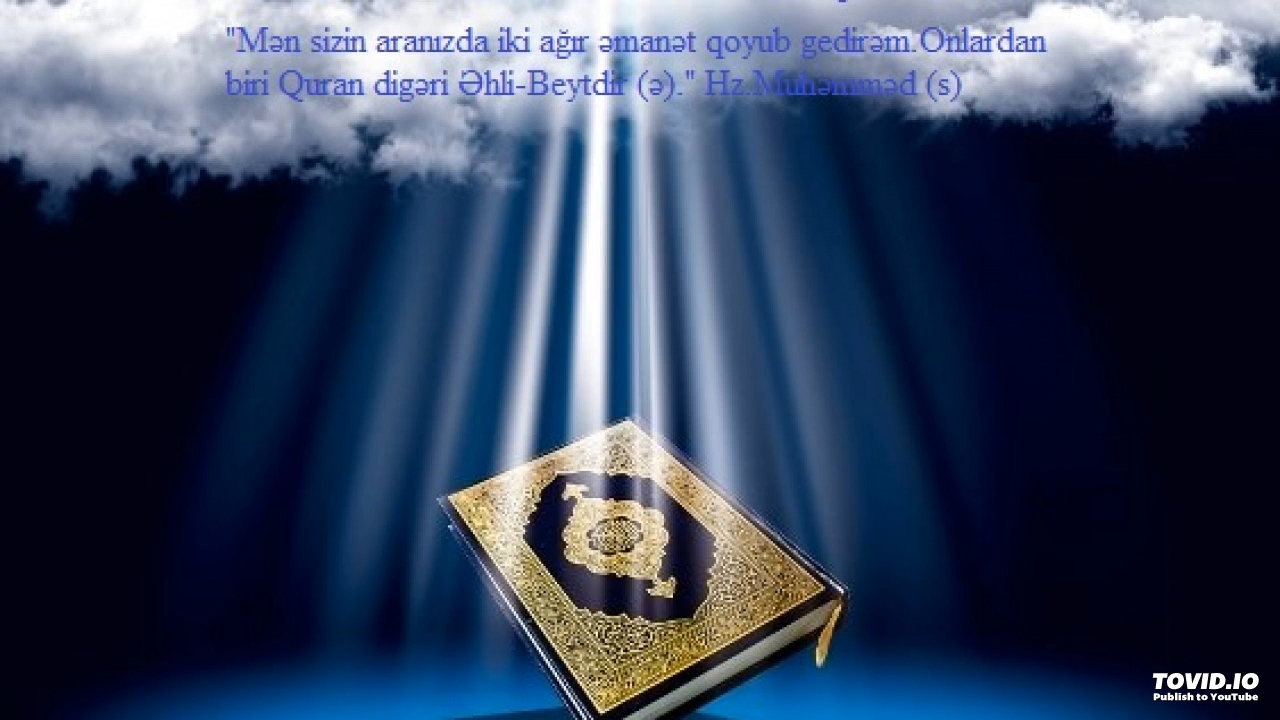 "Mən sizin aranızda iki ağır əmanət qoyub gedirəm.Onlardan
biri Quran digəri Əhli-Beytdir (ə)." Hz.Muhəmməd (s)
TOVID.IO
Publish to YouTube